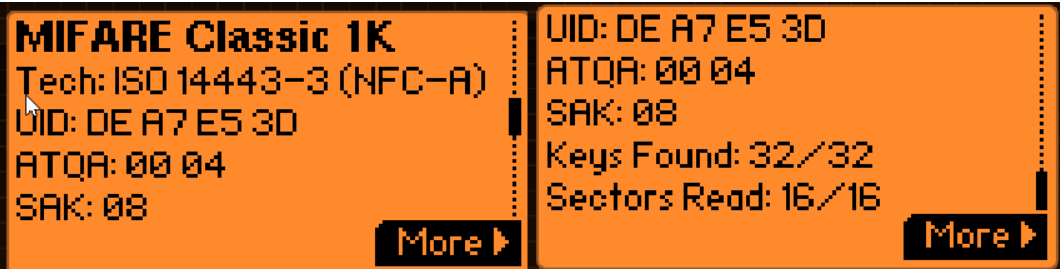 MIFARE Classic 1K
Tech: ISO 14443-3 (NFC-A)
UID: DE A7 E5 3D
ATQA: 00 04
SAK: 08
More
UID: DE A7 E5 3D
ATQA: 00 04
SAK: 08
Keys Found: 32/32
Sectors Read: 16/16
More